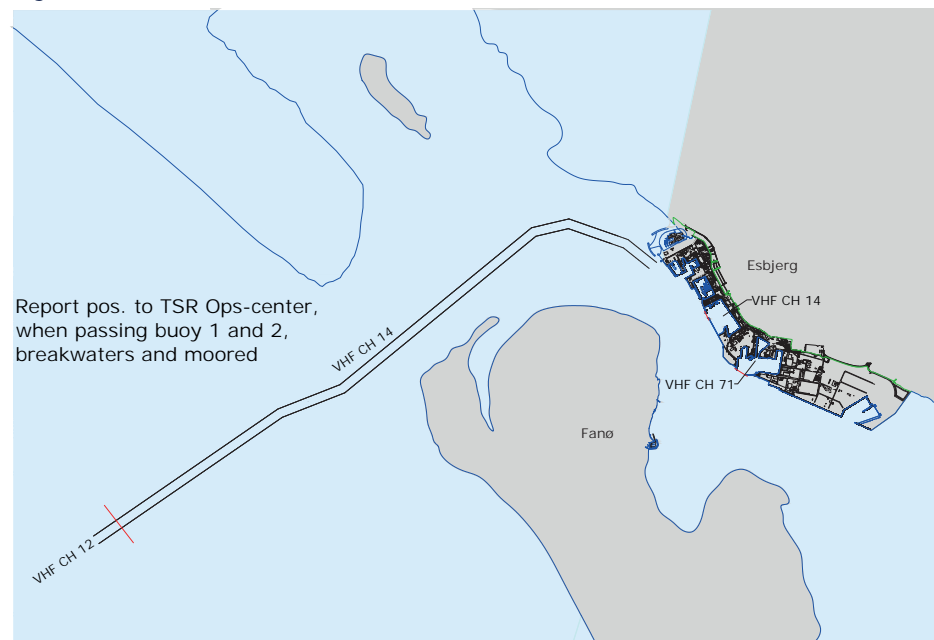 Esbjerg
VHF CH 14
Report pos. to TSR Ops-center,
when passing buoy 1 and 2,
breakwaters and moored
VHF CH 14
VHF CH 71
Fanø
VHF CH 12